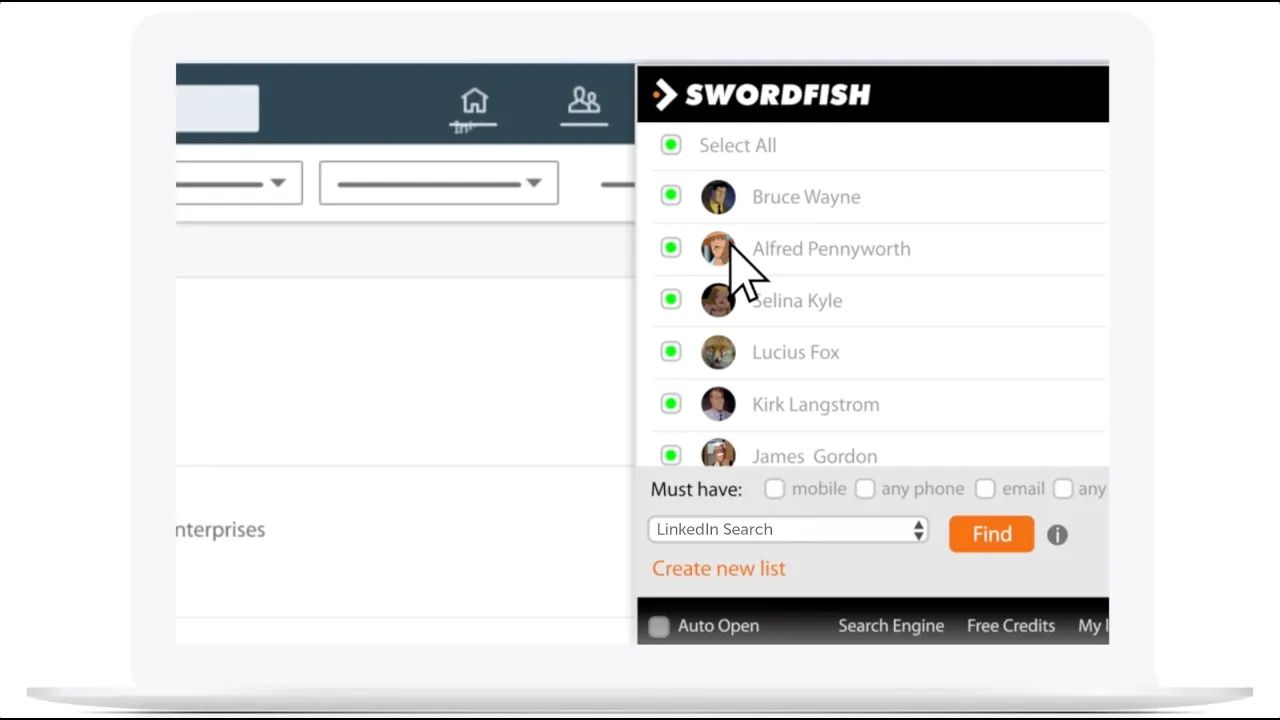 SWORDFISH
Select All
Bruce Wayne
Alfred Pennyworth
Selina Kyle
Lucius Fox
Kirk Langstrom
James Gordon
nterprises
Must have: mobile any phone email any
LinkedIn Search Find
Create new list
Auto Open Search Engine Free Credits My